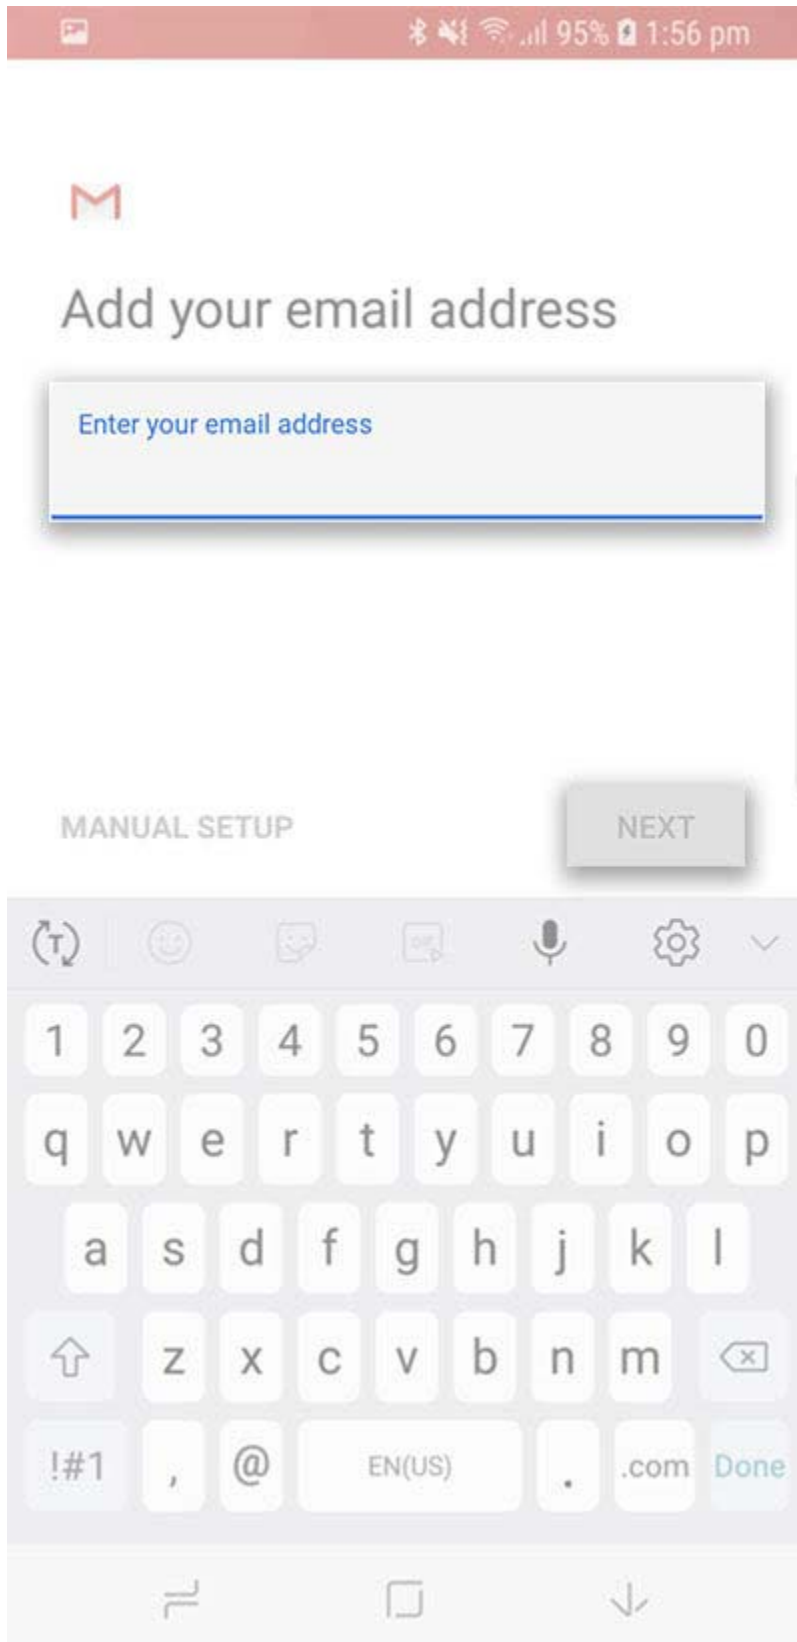 95% 1:56 pm
Add your email address
Enter your email address
MANUAL SETUP NEXT
T GIF
1 2 3 4 5 6 7 8 9 0
q w e r t y u i o p
a s d f g h j k l
z x c v b n m
!#1 , @ EN(US) . .com Done